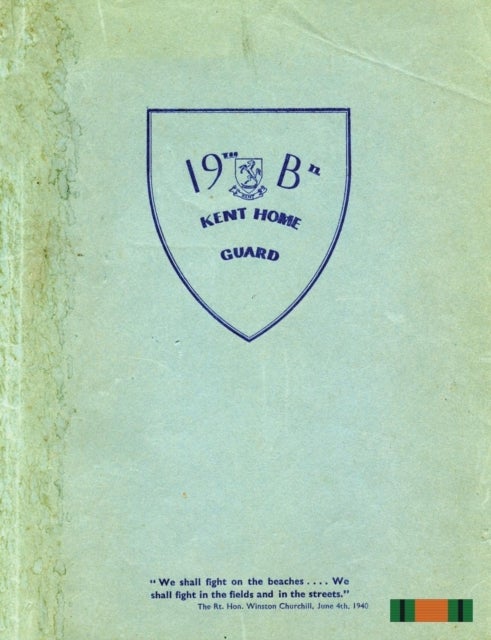 19TH Bn
KENT
KENT HOME
GUARD
"We shall fight on the beaches .... We
shall fight in the fields and in the streets."
The Rt. Hon. Winston Churchill, June 4th, 1940